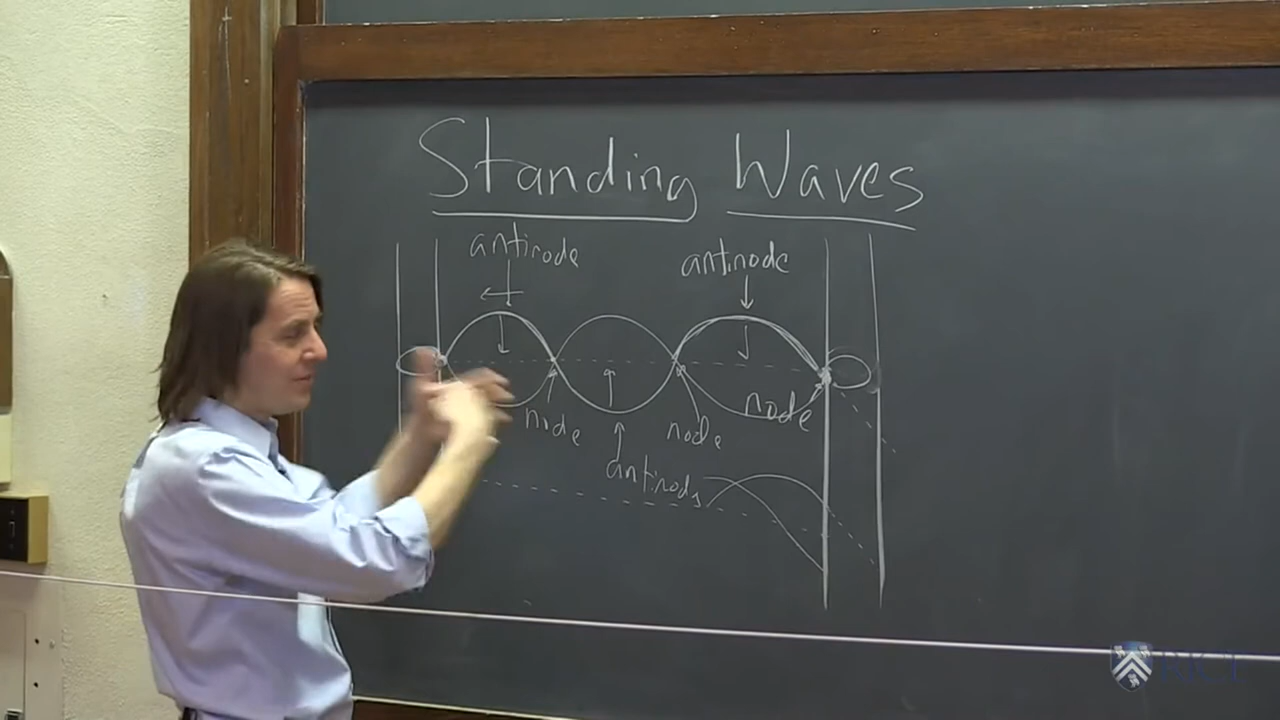 Standing Waves
antinode
antinode
node
node
node
antinode
RICE